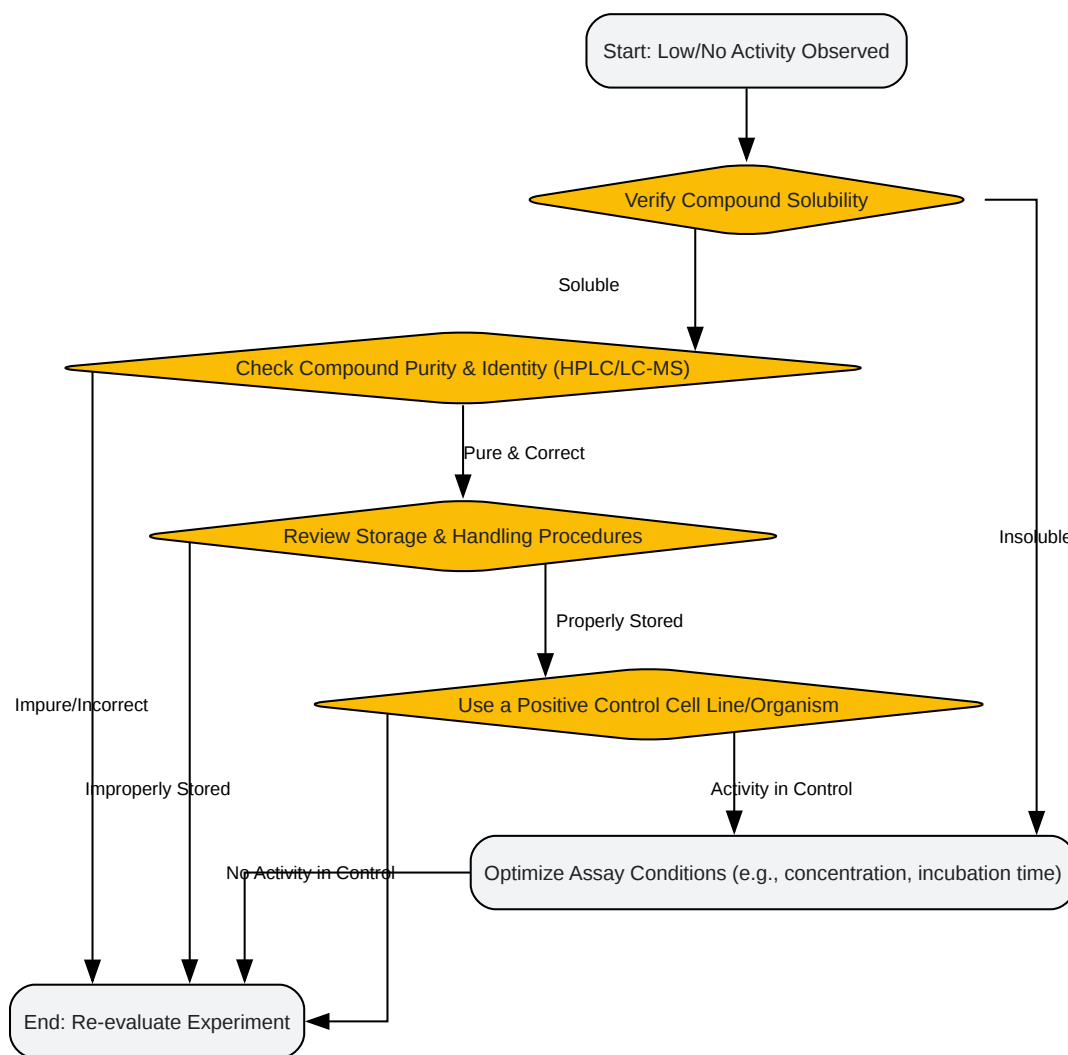 Start: Low/No Activity Observed
Verify Compound Solubility
Soluble
Check Compound Purity & Identity (HPLC/LC-MS)
Pure & Correct
Review Storage & Handling Procedures
Insoluble
Properly Stored
Impure/Incorrect
Use a Positive Control Cell Line/Organism
Improperly Stored
Activity in Control
No Activity in Control
Optimize Assay Conditions (e.g., concentration, incubation time)
End: Re-evaluate Experiment